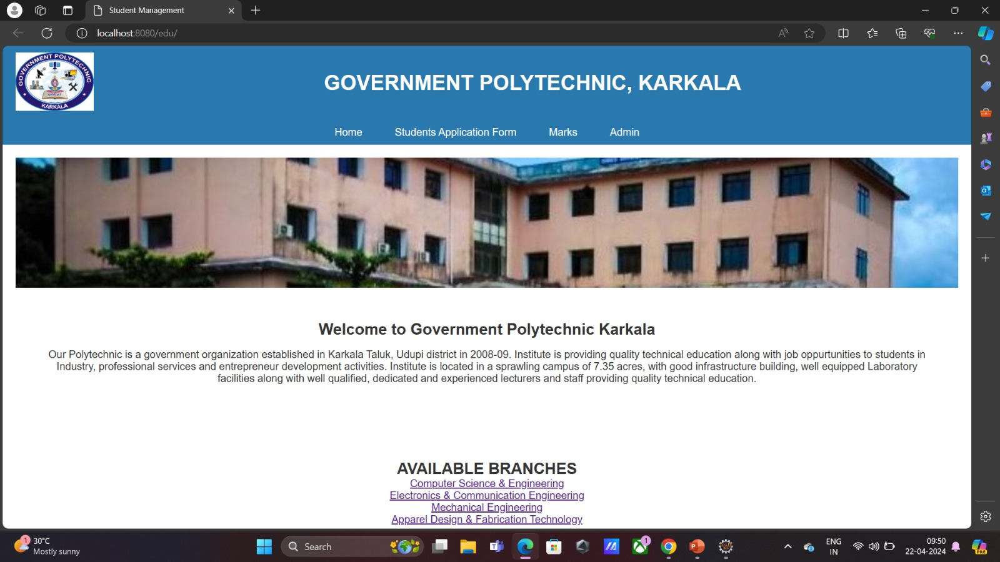 Student Management
localhost:8080/edu/
GOVERNMENT POLYTECHNIC
KARKALA
GOVERNMENT POLYTECHNIC, KARKALA
Home Students Application Form Marks Admin
Welcome to Government Polytechnic Karkala
Our Polytechnic is a government organization established in Karkala Taluk, Udupi district in 2008-09. Institute is providing quality technical education along with job oppurtunities to students in
Industry, professional services and entrepreneur development activities. Institute is located in a sprawling campus of 7.35 acres, with good infrastructure building, well equipped Laboratory
facilities along with well qualified, dedicated and experienced lecturers and staff providing quality technical education.
AVAILABLE BRANCHES
Computer Science & Engineering
Electronics & Communication Engineering
Mechanical Engineering
Apparel Design & Fabrication Technology
1
30°C
Mostly sunny
Search
1
ENG
IN
09:50
22-04-2024
PRE